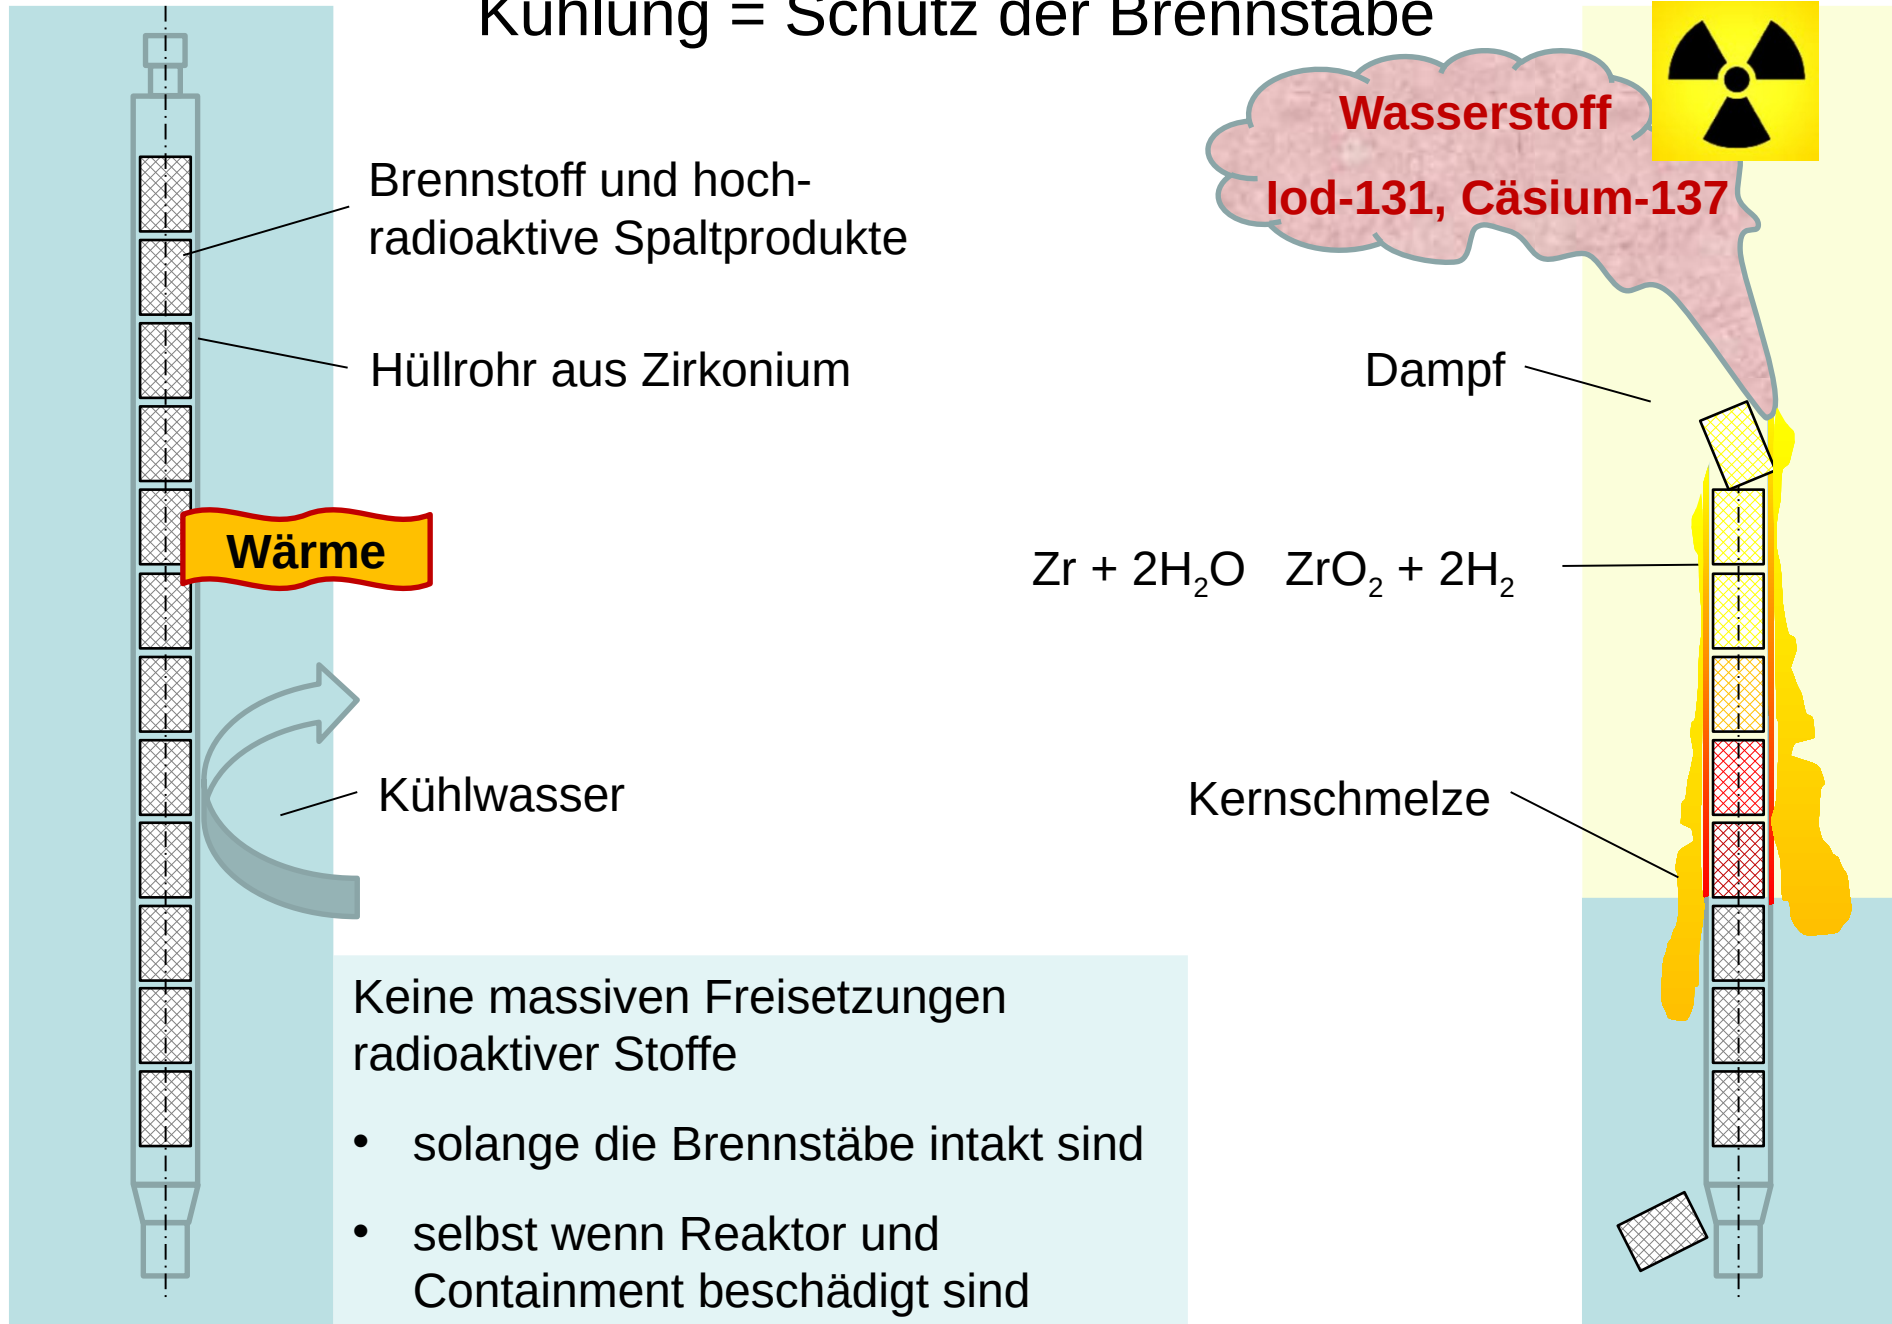 Kühlung = Schutz der Brennstäbe
Wasserstoff
Iod-131, Cäsium-137
Brennstoff und hoch-
radioaktive Spaltprodukte
Hüllrohr aus Zirkonium
Dampf
Wärme
Zr + 2H₂O   ZrO₂ + 2H₂
Kühlwasser
Kernschmelze
Keine massiven Freisetzungen
radioaktiver Stoffe
• solange die Brennstäbe intakt sind
• selbst wenn Reaktor und
Containment beschädigt sind